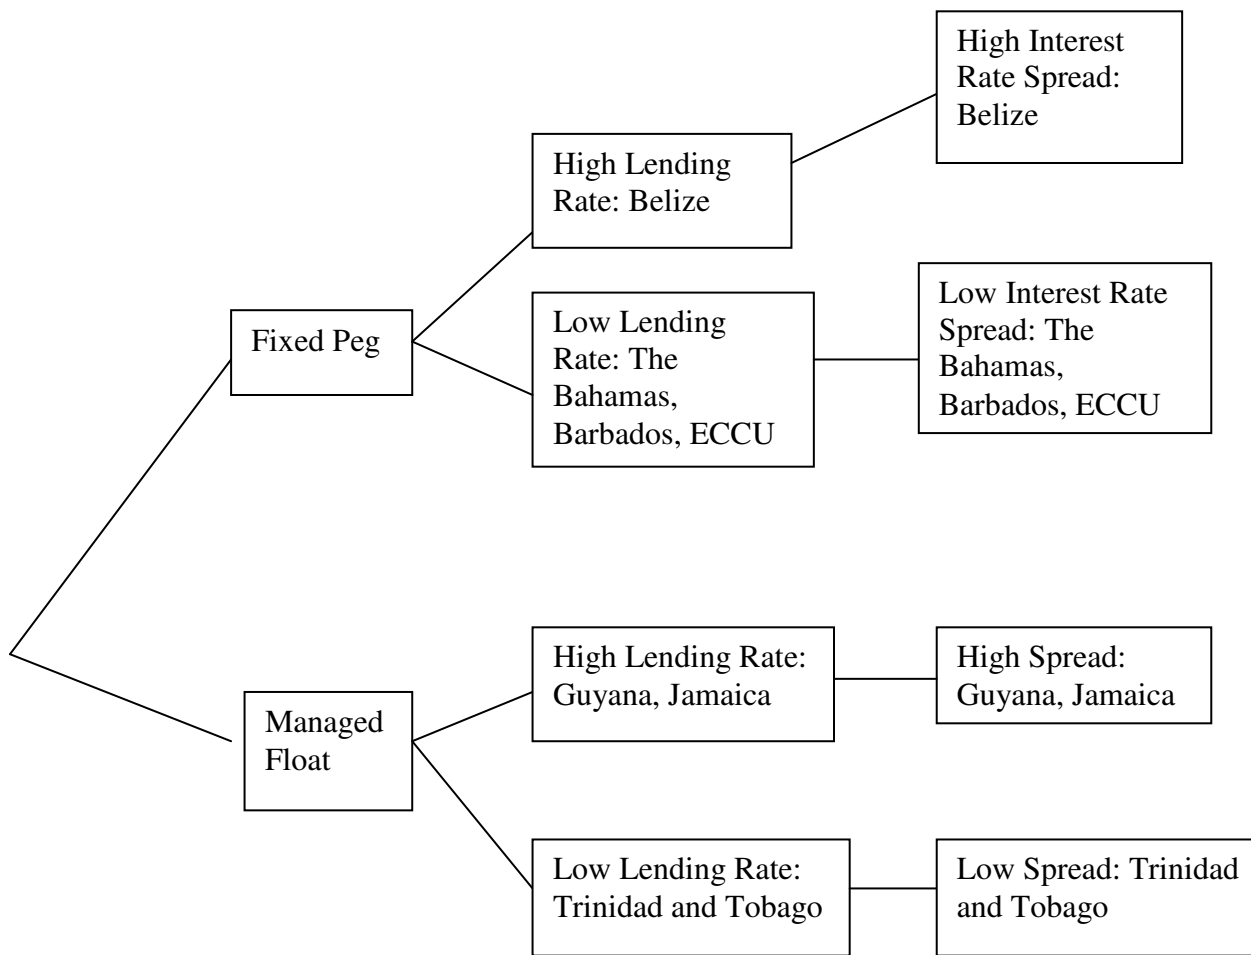 Fixed Peg
High Lending
Rate: Belize
High Interest
Rate Spread:
Belize
Low Lending
Rate: The
Bahamas,
Barbados, ECCU
Low Interest Rate
Spread: The
Bahamas,
Barbados, ECCU
Managed
Float
High Lending Rate:
Guyana, Jamaica
High Spread:
Guyana, Jamaica
Low Lending Rate:
Trinidad and Tobago
Low Spread: Trinidad
and Tobago